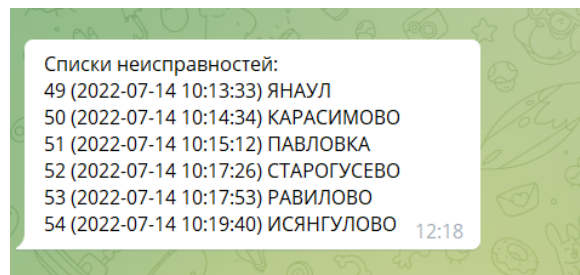 Списки неисправностей:
49 (2022-07-14 10:13:33) ЯНАУЛ
50 (2022-07-14 10:14:34) КАРАСИМОВО
51 (2022-07-14 10:15:12) ПАВЛОВКА
52 (2022-07-14 10:17:26) СТАРОГУСЕВО
53 (2022-07-14 10:17:53) РАВИЛОВО
54 (2022-07-14 10:19:40) ИСЯНГУЛОВО 12:18